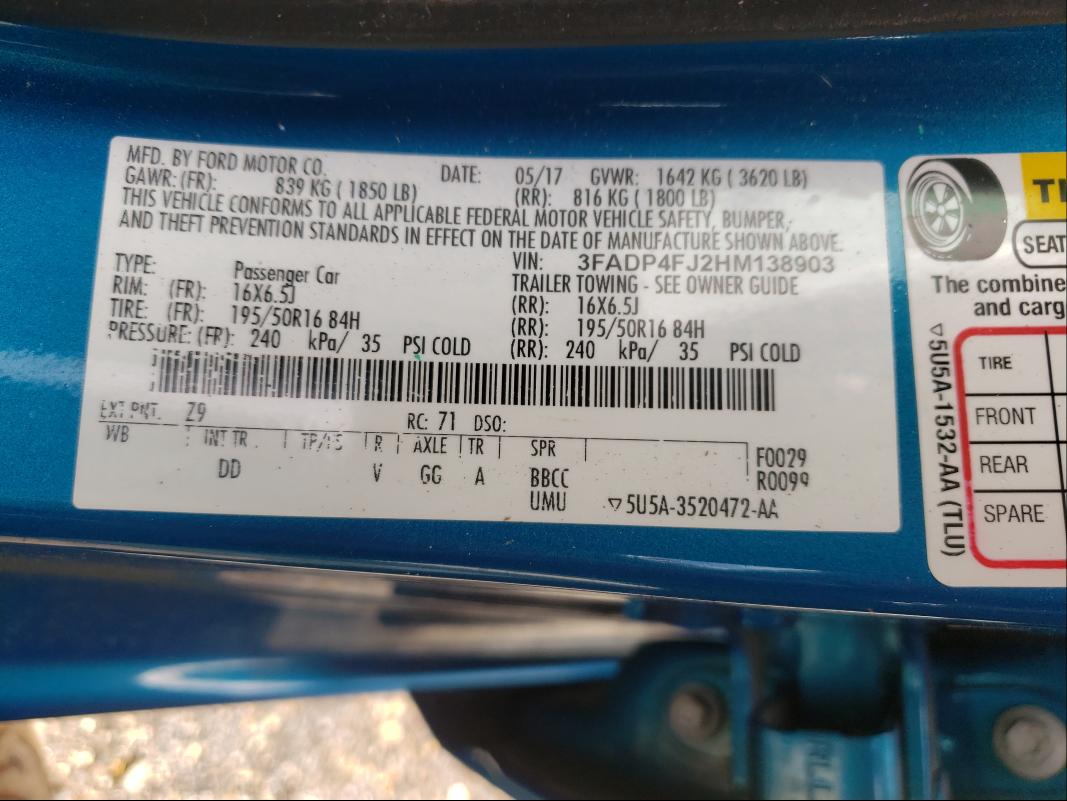 MFD. BY FORD MOTOR CO. DATE: 05/17 GVWR: 1642 KG ( 3620 LB)
GAWR: (FR): 839 KG ( 1850 LB) (RR): 816 KG ( 1800 LB)
THIS VEHICLE CONFORMS TO ALL APPLICABLE FEDERAL MOTOR VEHICLE SAFETY, BUMPER,
AND THEFT PREVENTION STANDARDS IN EFFECT ON THE DATE OF MANUFACTURE SHOWN ABOVE.
VIN: 3FADP4FJ2HM138903
TYPE: Passenger Car TRAILER TOWING - SEE OWNER GUIDE
RIM: (FR): 16X6.5J (RR): 16X6.5J
TIRE: (FR): 195/50R16 84H (RR): 195/50R16 84H
PRESSURE: (FR): 240 kPa/ 35 PSI COLD (RR): 240 kPa/ 35 PSI COLD
EXT PNT: Z9 RC: 71 DSO:
WB INT TR TP/PS R AXLE TR SPR F0029
DD V GG A BBCC R0099
UMU ▽5U5A-3520472-AA
SEAT
The combine
and carg
TIRE
FRONT
REAR
SPARE
▽5U5A-1532-AA (TLU)